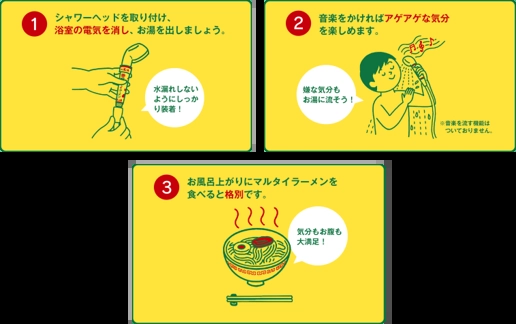 1
シャワーヘッドを取り付け、
浴室の電気を消し、お湯を出しましょう。
水漏れしない
ようにしっか
り装着!
2
音楽をかければアゲアゲな気分
を楽しめます。
嫌な気分も
お湯に流そう!
※音楽を流す機能は
ついておりません。
3
お風呂上がりにマルタイラーメンを
食べると格別です。
気分もお腹も
大満足!